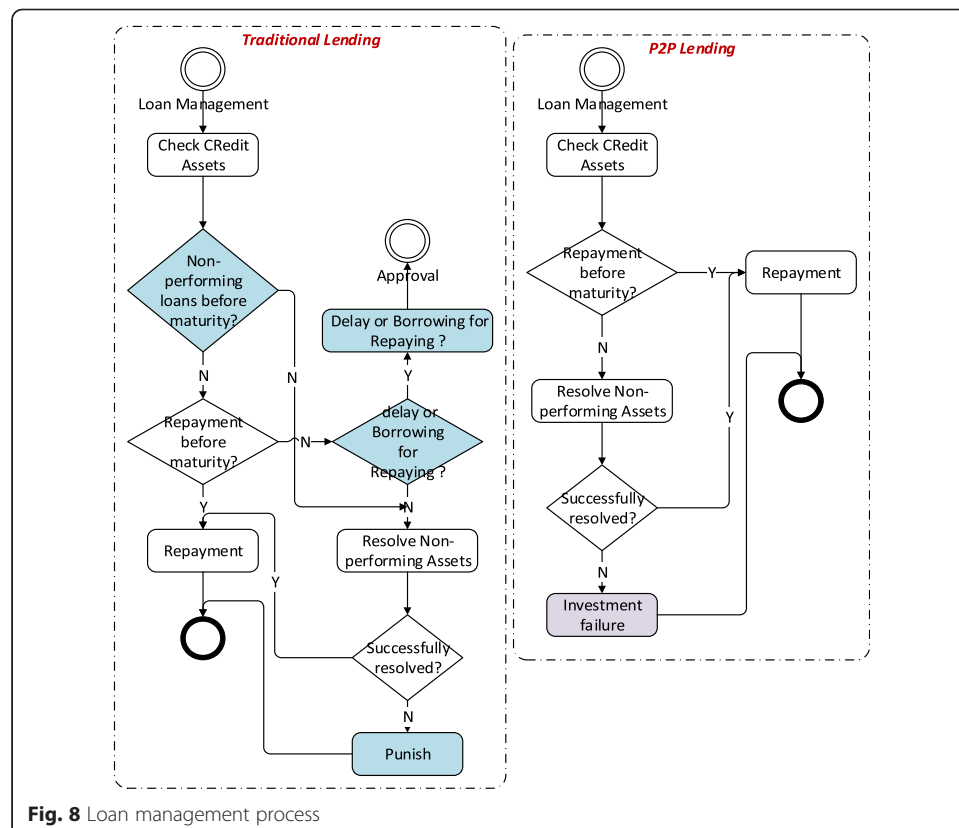 Traditional Lending
Loan Management
Check CRedit
Assets
Non-
performing
loans before
maturity?
N
N
Approval
Delay or Borrowing for
Repaying ?
Y
Repayment
before
maturity?
N
delay or
Borrowing
for
Repaying ?
Y
N
Repayment
Resolve Non-
performing Assets
Y
Successfully
resolved?
N
Punish
P2P Lending
Loan Management
Check CRedit
Assets
Repayment
before
maturity?
Y
Repayment
N
Resolve Non-
performing Assets
Y
Successfully
resolved?
N
Investment
failure
Fig. 8 Loan management process